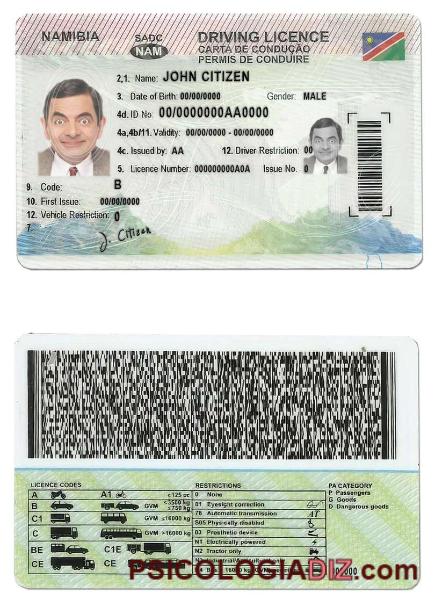 NAMIBIA
SADC
NAM
DRIVING LICENCE
CARTA DE CONDUÇÃO
PERMIS DE CONDUIRE
2,1. Name: JOHN CITIZEN
3. Date of Birth: 00/00/0000 Gender: MALE
4d. ID No. 00/0000000AA0000
4a,4b/11. Validity: 00/00/0000 - 00/00/0000
4c. Issued by: AA 12. Driver Restriction: 00
5. Licence Number: 000000000A0A Issue No. 0
9. Code: B
10. First Issue: 00/00/0000
12. Vehicle Restriction: 0
7.
J. Citizen
LICENCE CODES
A A1 ≤125 cc
B GVM ≤3500 kg
≤750 kg
C1 GVM ≤16000 kg
C GVM >16000 kg
BE C1E
CE CE
RESTRICTIONS
0 None
01 Eyesight correction
78 Automatic transmission AT
S05 Physically disabled
03 Prosthetic device
N1 Electrically powered
N2 Tractor only
N3 Industrial/Agricultural
PA CATEGORY
P Passengers
G Goods
D Dangerous goods
PSICOLOGIADIZ.com